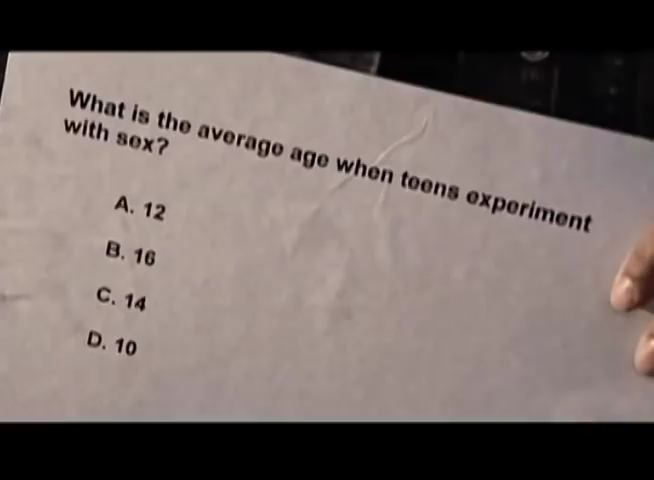 What is the average age when teens experiment
with sex?
A. 12
B. 16
C. 14
D. 10